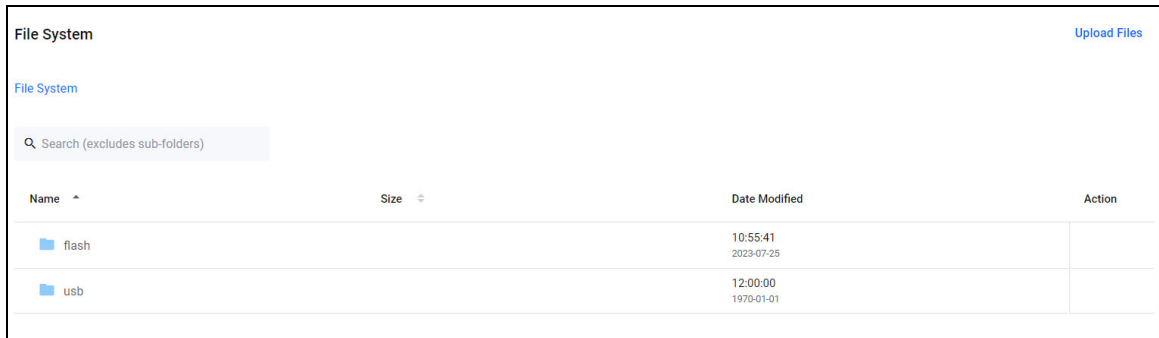 File System
Upload Files
File System
Search (excludes sub-folders)
Name Size Date Modified Action
flash 10:55:41
2023-07-25
usb 12:00:00
1970-01-01